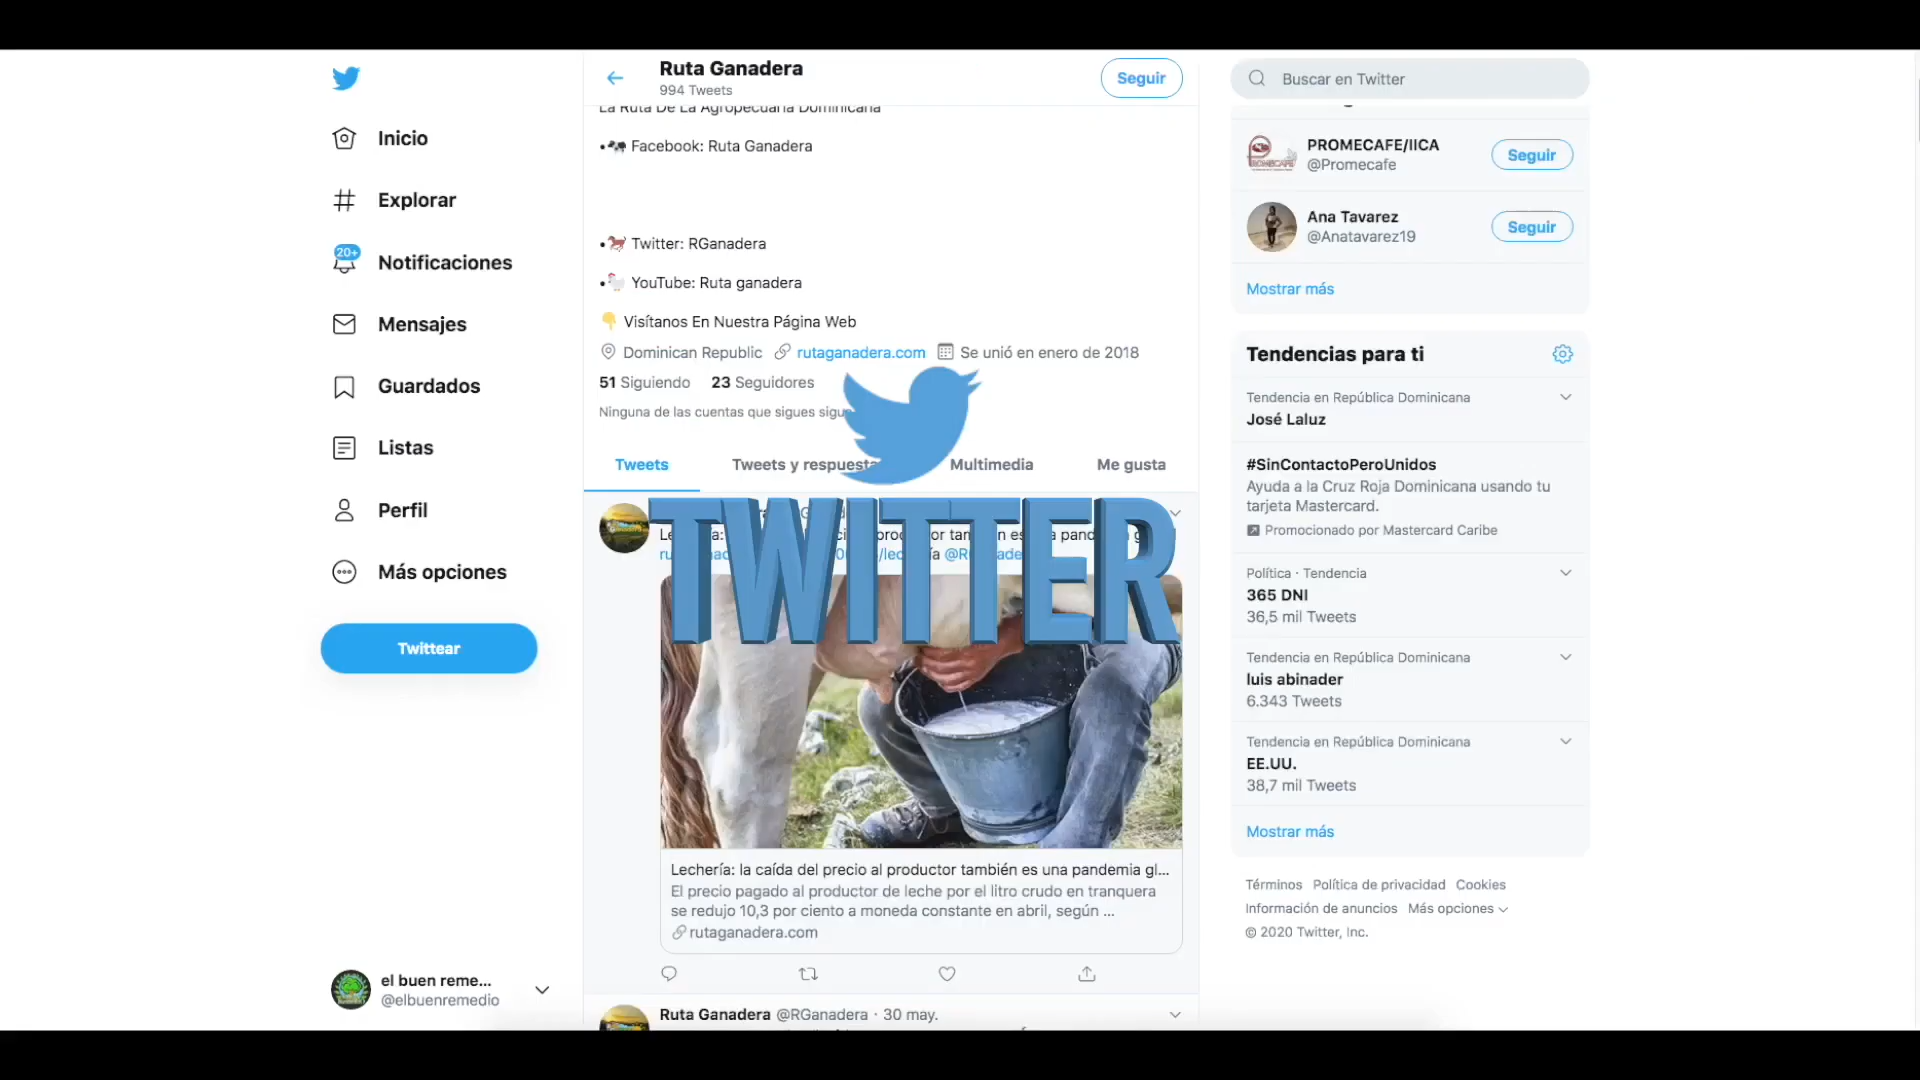 Inicio
Explorar
20+
Notificaciones
Mensajes
Guardados
Listas
Perfil
Más opciones
Twittear
el buen reme...
@elbuenremedio
Ruta Ganadera
994 Tweets
Seguir
La Ruta De La Agropecuaria Dominicana
• Facebook: Ruta Ganadera
• Twitter: RGanadera
• YouTube: Ruta ganadera
Visítanos En Nuestra Página Web
Dominican Republic rutaganadera.com Se unió en enero de 2018
51 Siguiendo 23 Seguidores
Ninguna de las cuentas que sigues
Tweets Tweets y respuestas Multimedia Me gusta
TWITTER
Lechería: la caída del precio al productor también es una pandemia gl...
El precio pagado al productor de leche por el litro crudo en tranquera
se redujo 10,3 por ciento a moneda constante en abril, según ...
rutaganadera.com
Ruta Ganadera @RGanadera · 30 may.
Buscar en Twitter
PROMECAFE/IICA
@Promecafe
Seguir
Ana Tavarez
@Anatavarez19
Seguir
Mostrar más
Tendencias para ti
Tendencia en República Dominicana
José Laluz
#SinContactoPeroUnidos
Ayuda a la Cruz Roja Dominicana usando tu
tarjeta Mastercard.
Promocionado por Mastercard Caribe
Política · Tendencia
365 DNI
36,5 mil Tweets
Tendencia en República Dominicana
luis abinader
6.343 Tweets
Tendencia en República Dominicana
EE.UU.
38,7 mil Tweets
Mostrar más
Términos Política de privacidad Cookies
Información de anuncios Más opciones
© 2020 Twitter, Inc.